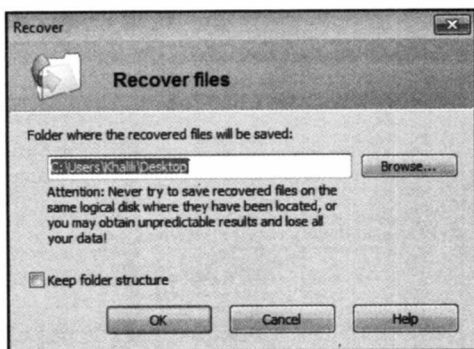 Recover
Recover files
Folder where the recovered files will be saved:
C:\Users\Khalili\Desktop
Browse...
Attention: Never try to save recovered files on the
same logical disk where they have been located, or
you may obtain unpredictable results and lose all
your data!
Keep folder structure
OK
Cancel
Help